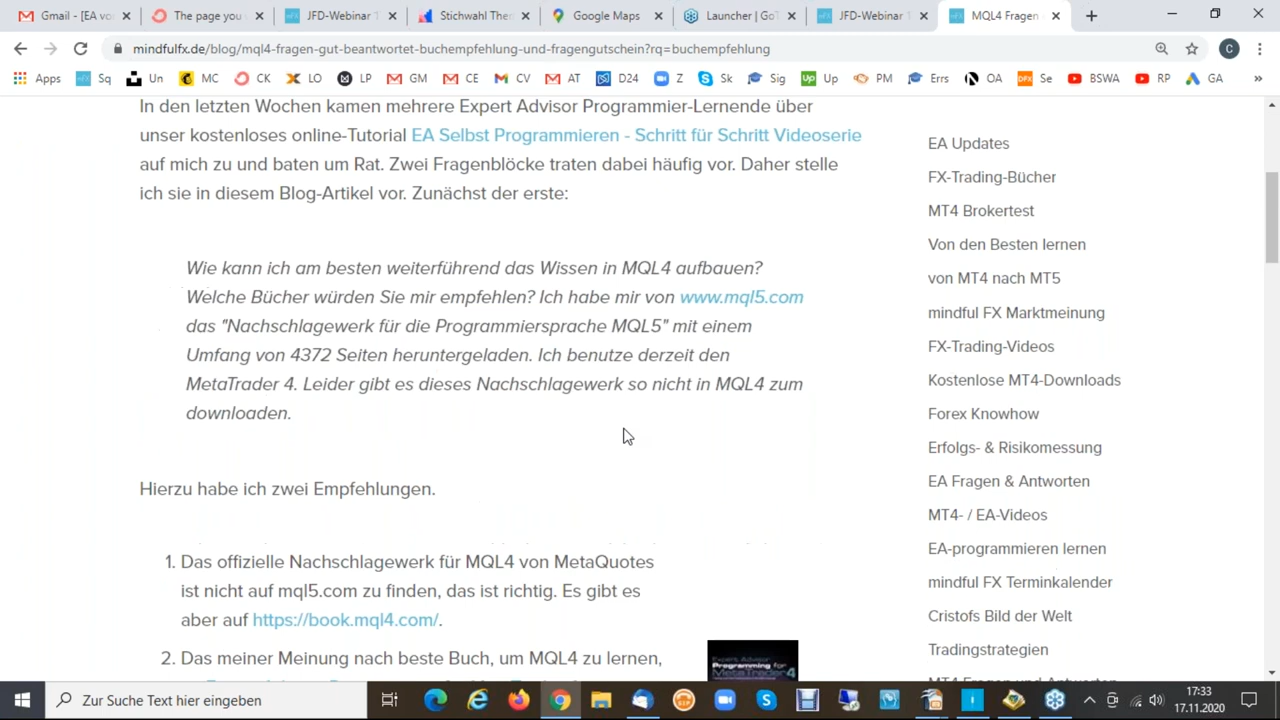 Gmail - [EA vo
The page you
JFD-Webinar T
Stichwahl The
Google Maps
Launcher | GoT
JFD-Webinar T
MQL4 Fragen
mindfulfx.de/blog/mql4-fragen-gut-beantwortet-buchempfehlung-und-fragengutschein?rq=buchempfehlung
C
Apps
Sq
Un
MC
CK
LO
LP
GM
CE
CV
AT
D24
Z
Sk
Sig
Up
PM
Errs
OA
Se
BSWA
RP
GA
»
In den letzten Wochen kamen mehrere Expert Advisor Programmier-Lernende über
unser kostenloses online-Tutorial EA Selbst Programmieren - Schritt für Schritt Videoserie
auf mich zu und baten um Rat. Zwei Fragenblöcke traten dabei häufig vor. Daher stelle
ich sie in diesem Blog-Artikel vor. Zunächst der erste:
Wie kann ich am besten weiterführend das Wissen in MQL4 aufbauen?
Welche Bücher würden Sie mir empfehlen? Ich habe mir von www.mql5.com
das "Nachschlagewerk für die Programmiersprache MQL5" mit einem
Umfang von 4372 Seiten heruntergeladen. Ich benutze derzeit den
MetaTrader 4. Leider gibt es dieses Nachschlagewerk so nicht in MQL4 zum
downloaden.
Hierzu habe ich zwei Empfehlungen.
1. Das offizielle Nachschlagewerk für MQL4 von MetaQuotes
ist nicht auf mql5.com zu finden, das ist richtig. Es gibt es
aber auf https://book.mql4.com/.
2. Das meiner Meinung nach beste Buch, um MQL4 zu lernen,
Expert Advisor
Programming for
MetaTrader 4
EA Updates
FX-Trading-Bücher
MT4 Brokertest
Von den Besten lernen
von MT4 nach MT5
mindful FX Marktmeinung
FX-Trading-Videos
Kostenlose MT4-Downloads
Forex Knowhow
Erfolgs- & Risikomessung
EA Fragen & Antworten
MT4- / EA-Videos
EA-programmieren lernen
mindful FX Terminkalender
Cristofs Bild der Welt
Tradingstrategien
MT4 Fragen und Antworten
Zur Suche Text hier eingeben
17:33
17.11.2020